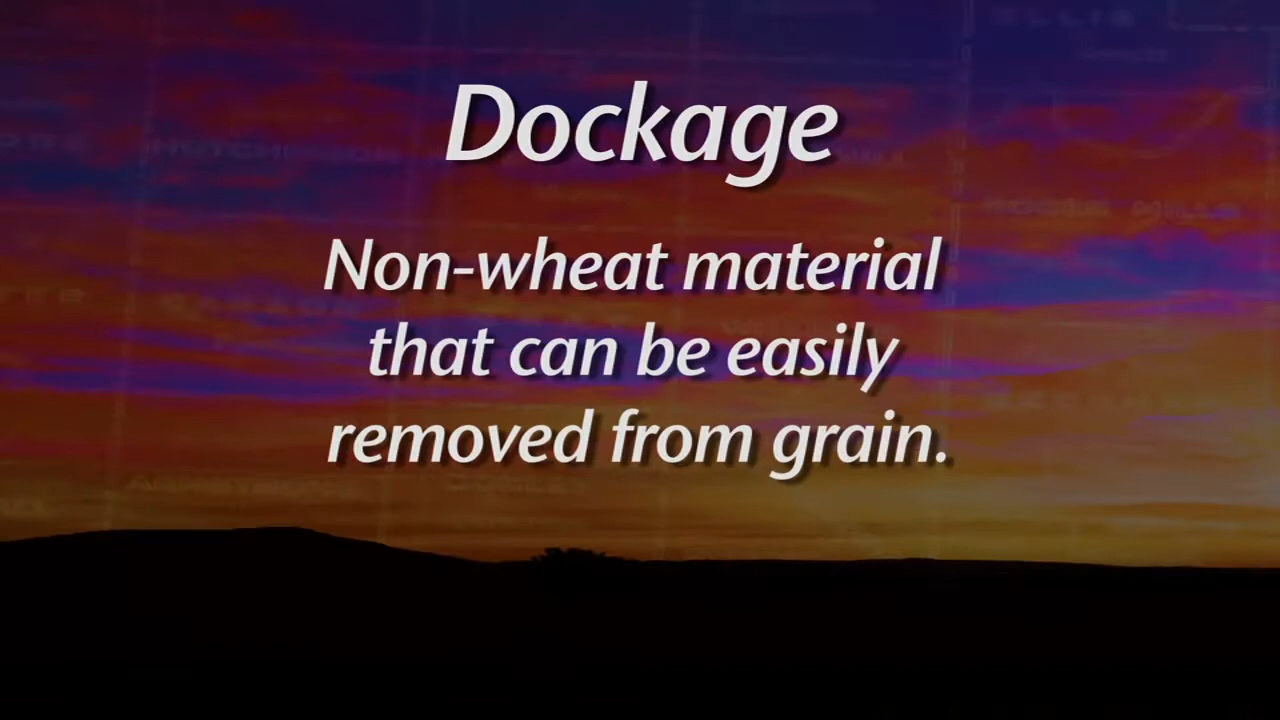 Dockage
Non-wheat material
that can be easily
removed from grain.